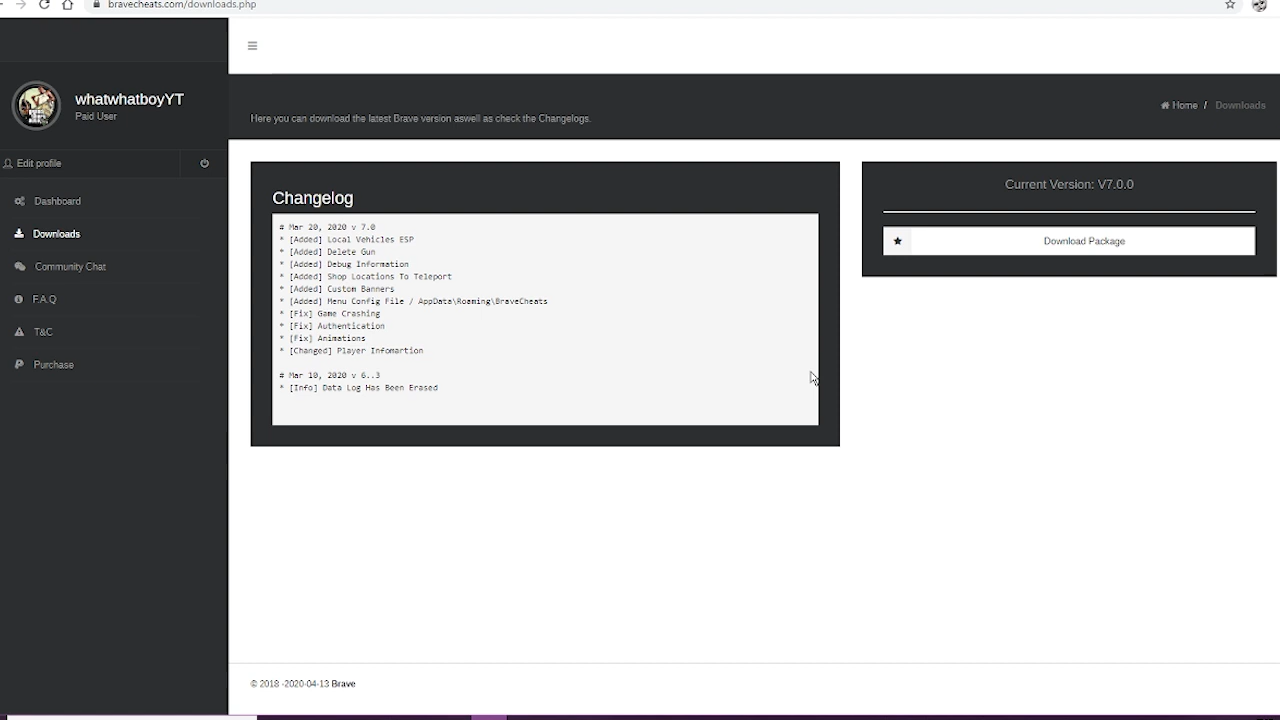 bravecheats.com/downloads.php
whatwhatboyYT
Paid User
Edit profile
Dashboard
Downloads
Community Chat
F.A.Q
T&C
Purchase
Home / Downloads
Here you can download the latest Brave version aswell as check the Changelogs.
Changelog
# Mar 20, 2020 v 7.0
* [Added] Local Vehicles ESP
* [Added] Delete Gun
* [Added] Debug Information
* [Added] Shop Locations To Teleport
* [Added] Custom Banners
* [Added] Menu Config File / AppData\Roaming\BraveCheats
* [Fix] Game Crashing
* [Fix] Authentication
* [Fix] Animations
* [Changed] Player Infomartion
# Mar 10, 2020 v 6..3
* [Info] Data Log Has Been Erased
Current Version: V7.0.0
Download Package
© 2018 -2020-04-13 Brave